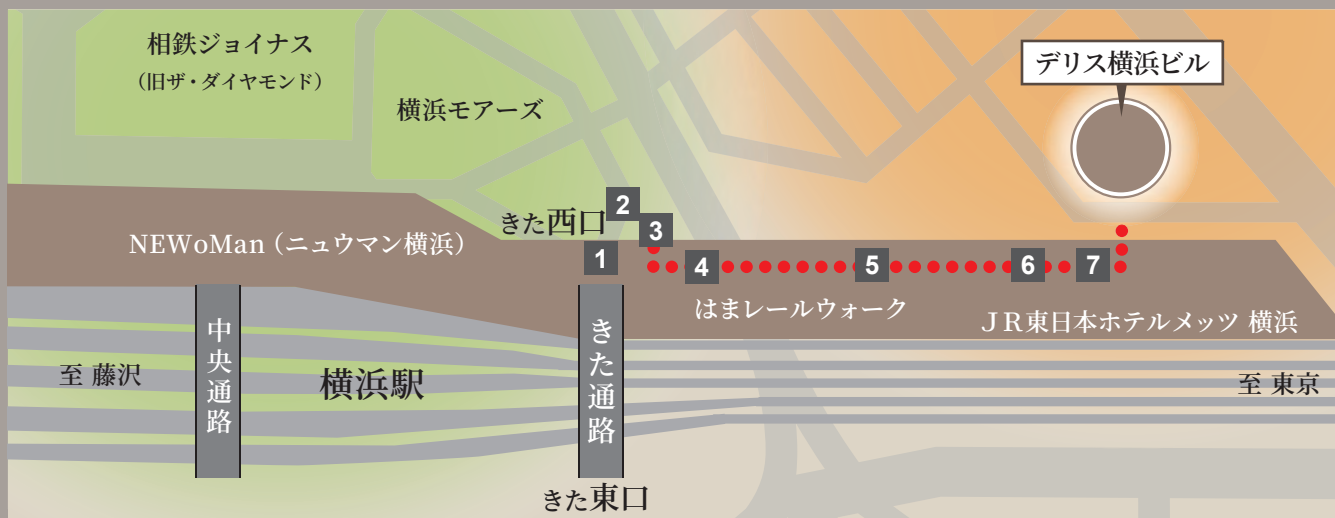 相鉄ジョイナス
（旧ザ・ダイヤモンド）
横浜モアーズ
デリス横浜ビル
きた西口
2
3
1
4
5
6
7
NEWoMan（ニュウマン横浜）
はまレールウォーク
JR東日本ホテルメッツ 横浜
至 藤沢
中央通路
横浜駅
きた通路
至 東京
きた東口